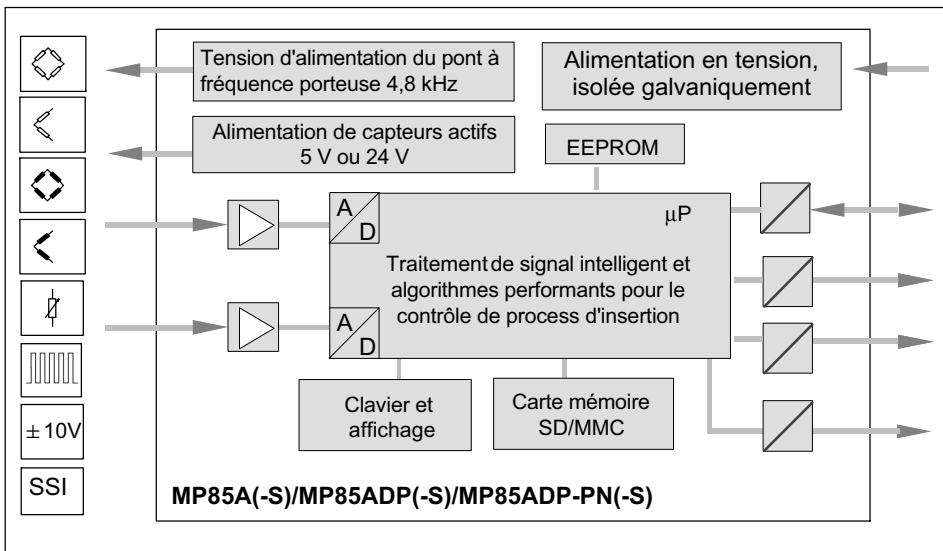 Tension d'alimentation du pont à
fréquence porteuse 4,8 kHz
Alimentation en tension,
isolée galvaniquement
Alimentation de capteurs actifs
5 V ou 24 V
EEPROM
A
D
µP
Traitement de signal intelligent et
algorithmes performants pour le
contrôle de process d'insertion
A
D
Clavier et
affichage
Carte mémoire
SD/MMC
± 10V
SSI
MP85A(-S)/MP85ADP(-S)/MP85ADP-PN(-S)